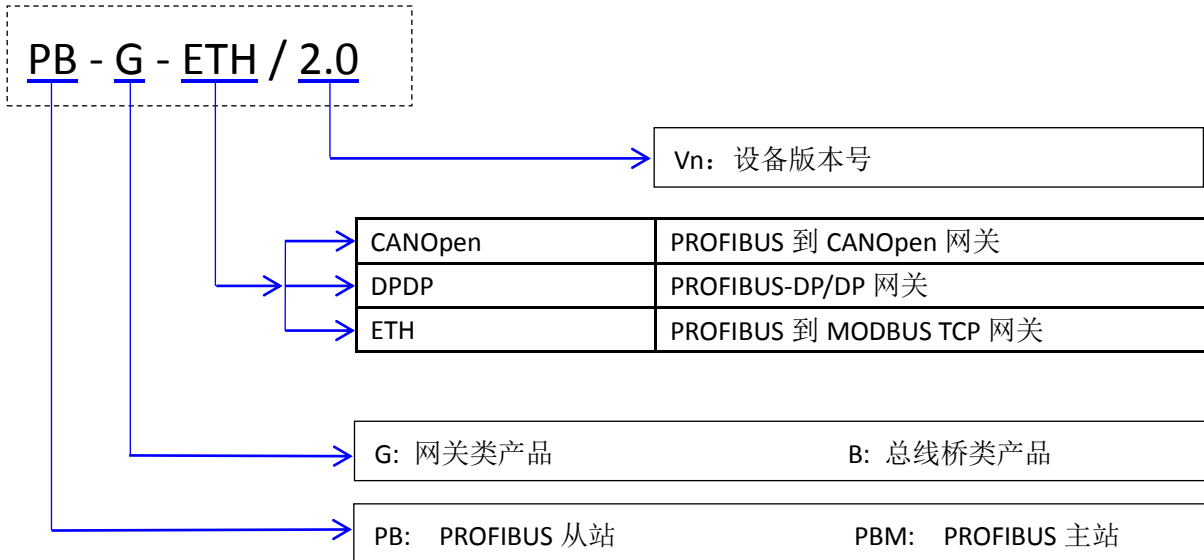 PB - G - ETH / 2.0
Vn：设备版本号
CANOpen PROFIBUS 到 CANOpen 网关
DPDP PROFIBUS-DP/DP 网关
ETH PROFIBUS 到 MODBUS TCP 网关
G: 网关类产品 B: 总线桥类产品
PB: PROFIBUS 从站 PBM: PROFIBUS 主站